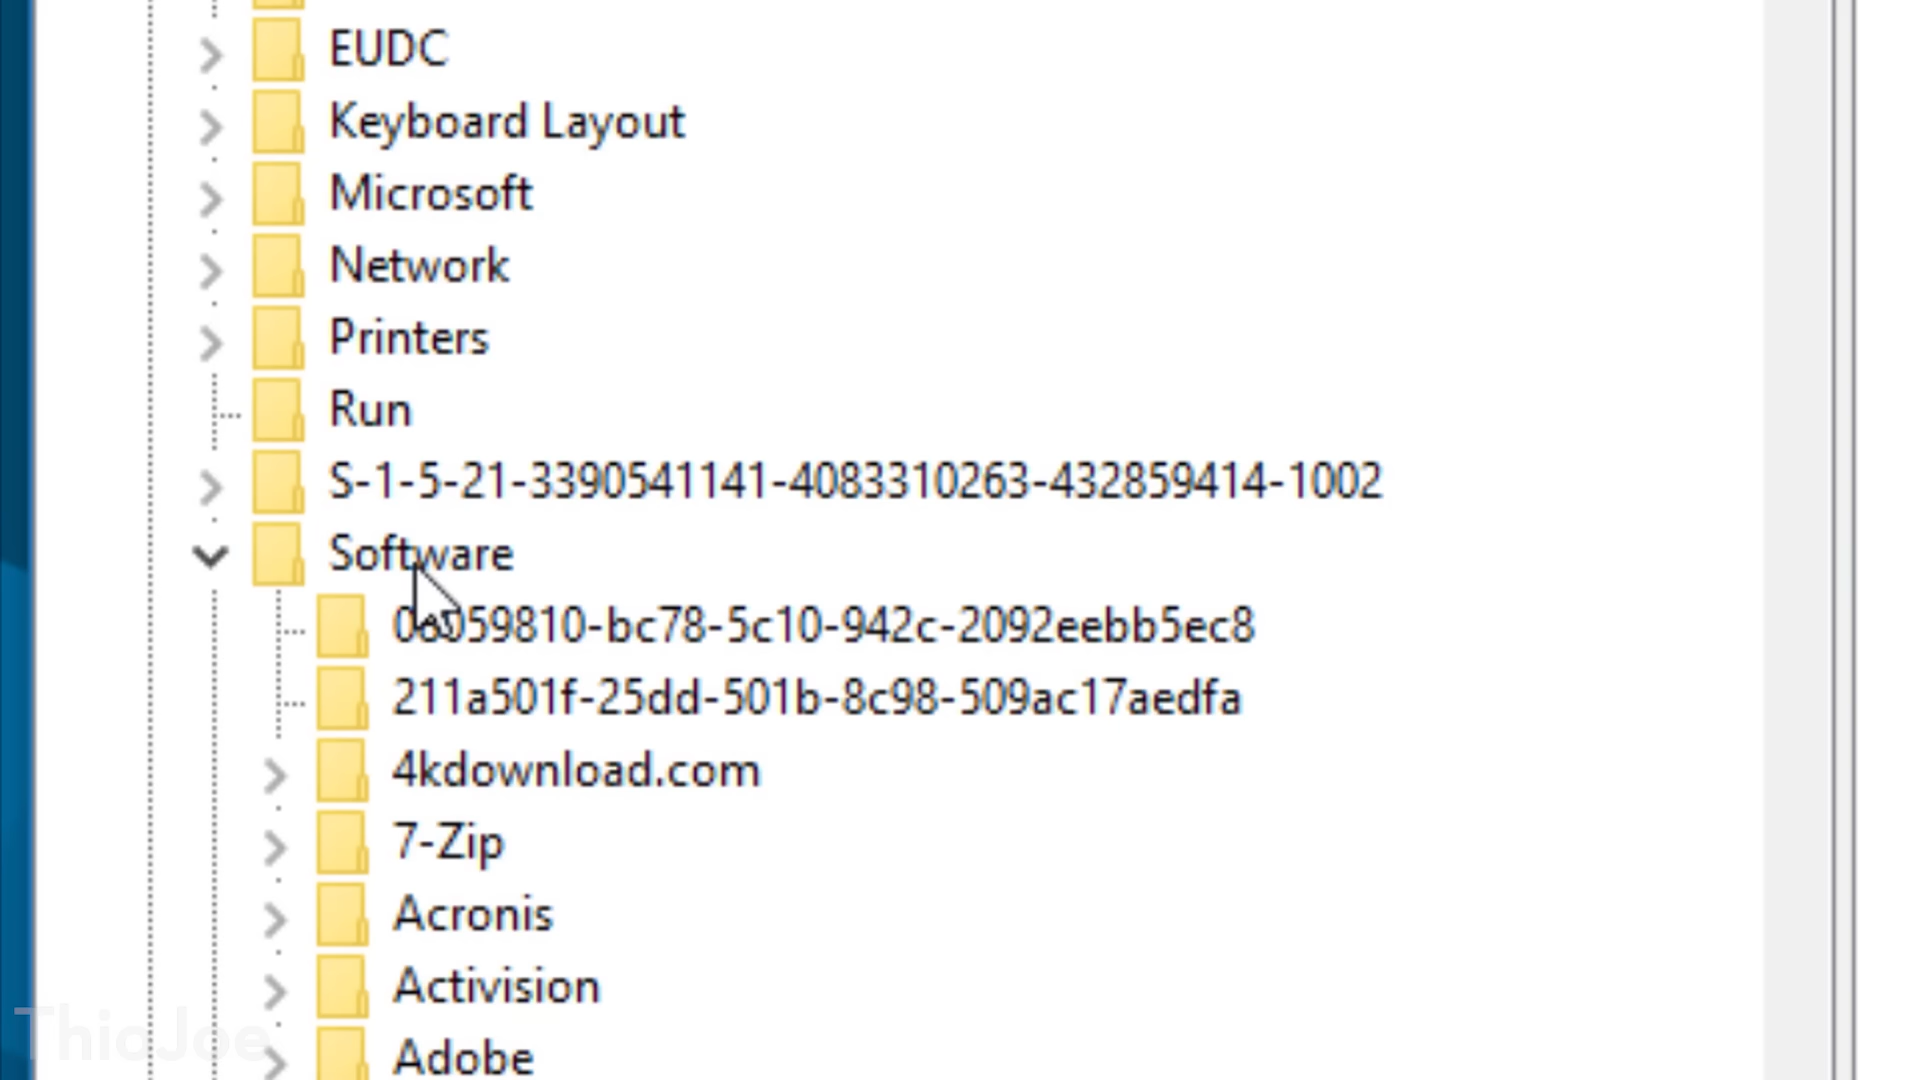 EUDC
Keyboard Layout
Microsoft
Network
Printers
Run
S-1-5-21-3390541141-4083310263-432859414-1002
Software
211a501f-25dd-501b-8c98-509ac17aedfa
4kdownload.com
7-Zip
Acronis
Activision
Adobe
ThioJoe